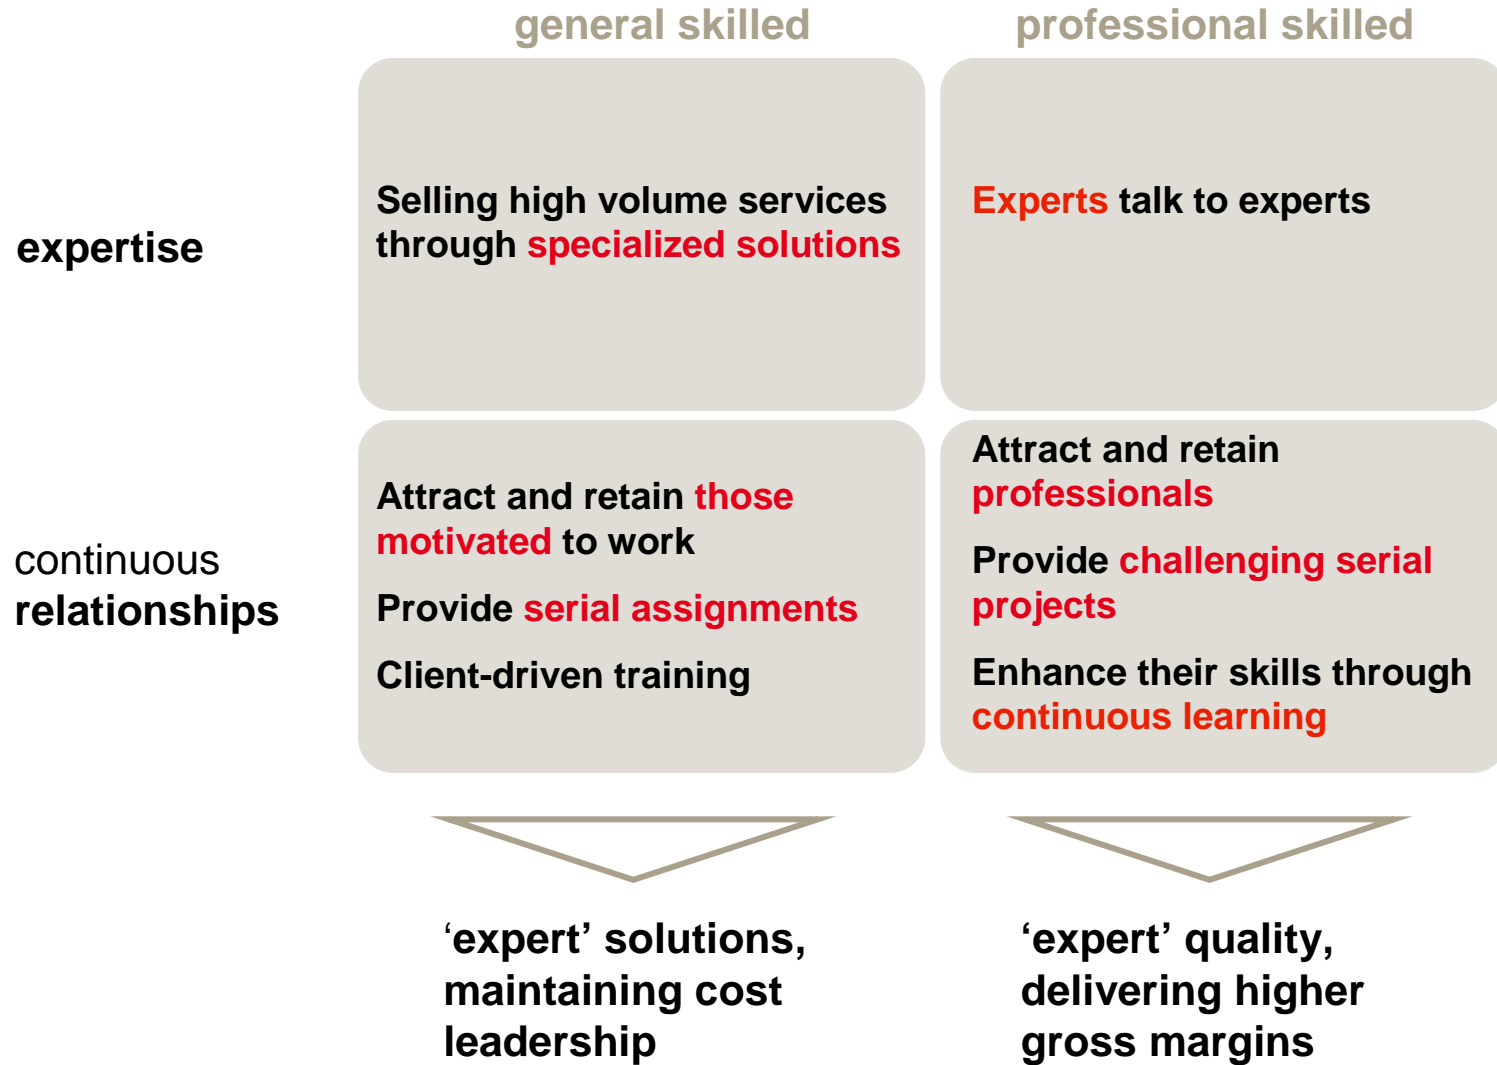 general skilled
professional skilled
expertise
Selling high volume services
through specialized solutions
Experts talk to experts
continuous
relationships
Attract and retain those
motivated to work
Provide serial assignments
Client-driven training
Attract and retain
professionals
Provide challenging serial
projects
Enhance their skills through
continuous learning
‘expert’ solutions,
maintaining cost
leadership
‘expert’ quality,
delivering higher
gross margins